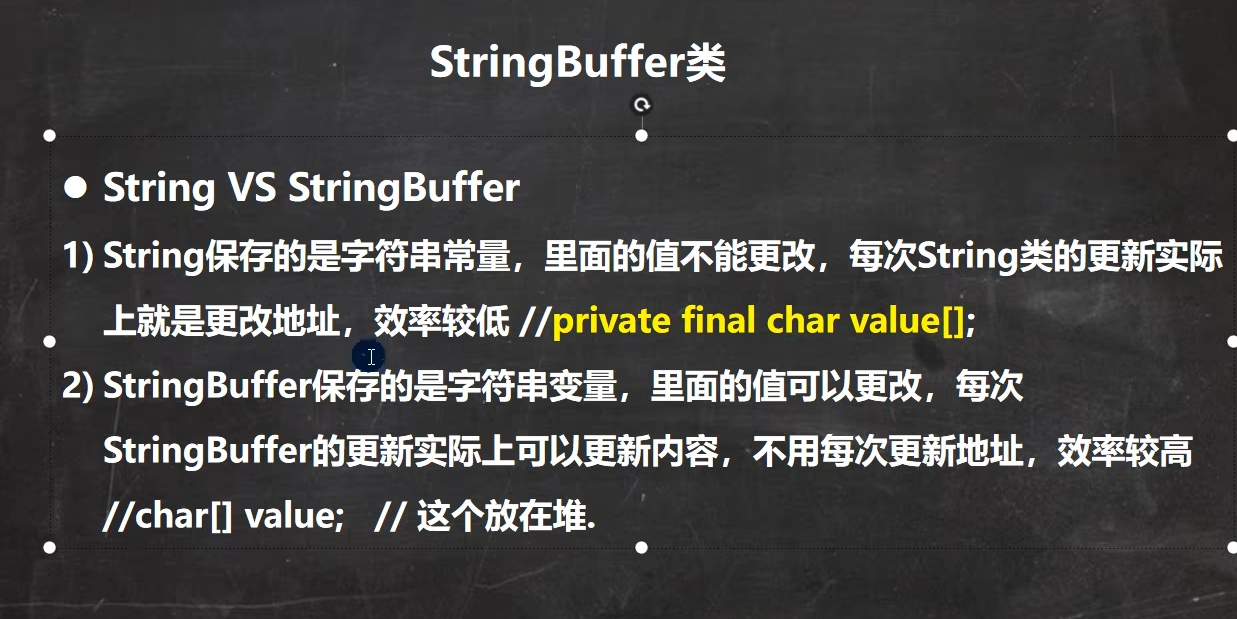 StringBuffer类
● String VS StringBuffer
1) String保存的是字符串常量，里面的值不能更改，每次String类的更新实际
上就是更改地址，效率较低 //private final char value[];
2) StringBuffer保存的是字符串变量，里面的值可以更改，每次
StringBuffer的更新实际上可以更新内容，不用每次更新地址，效率较高
//char[] value; // 这个放在堆.